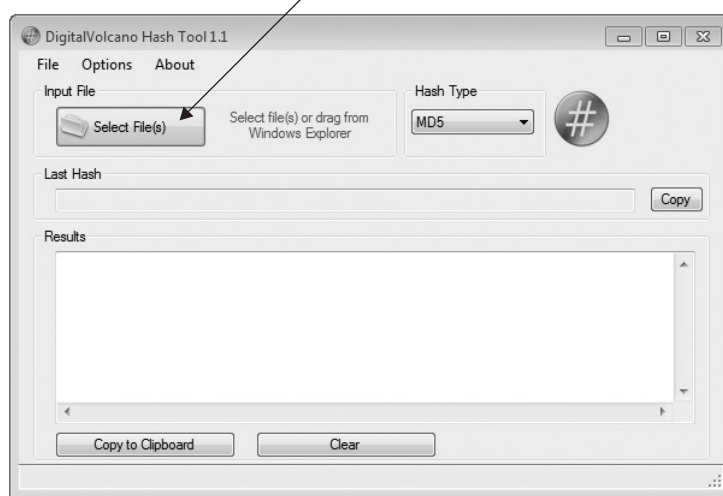 DigitalVolcano Hash Tool 1.1
File Options About
Input File
Select File(s)
Select file(s) or drag from
Windows Explorer
Hash Type
MD5
#
Last Hash
Copy
Results
Copy to Clipboard
Clear